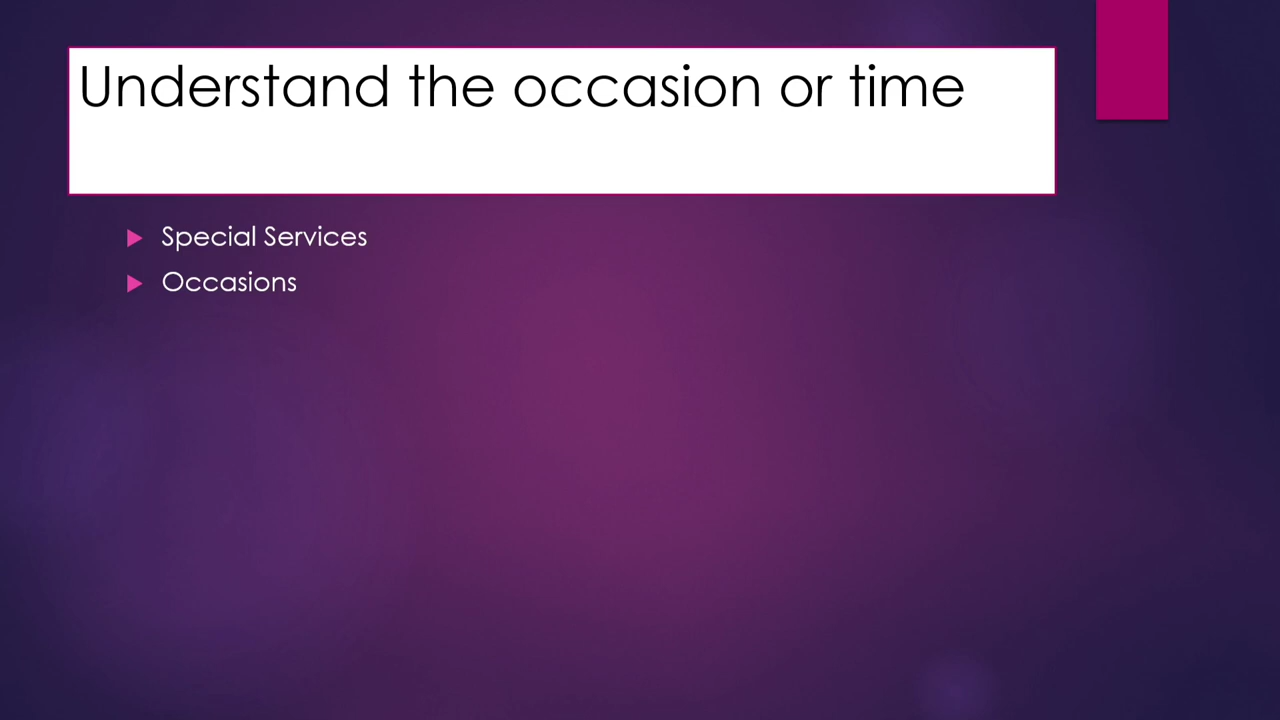 Understand the occasion or time
Special Services
Occasions